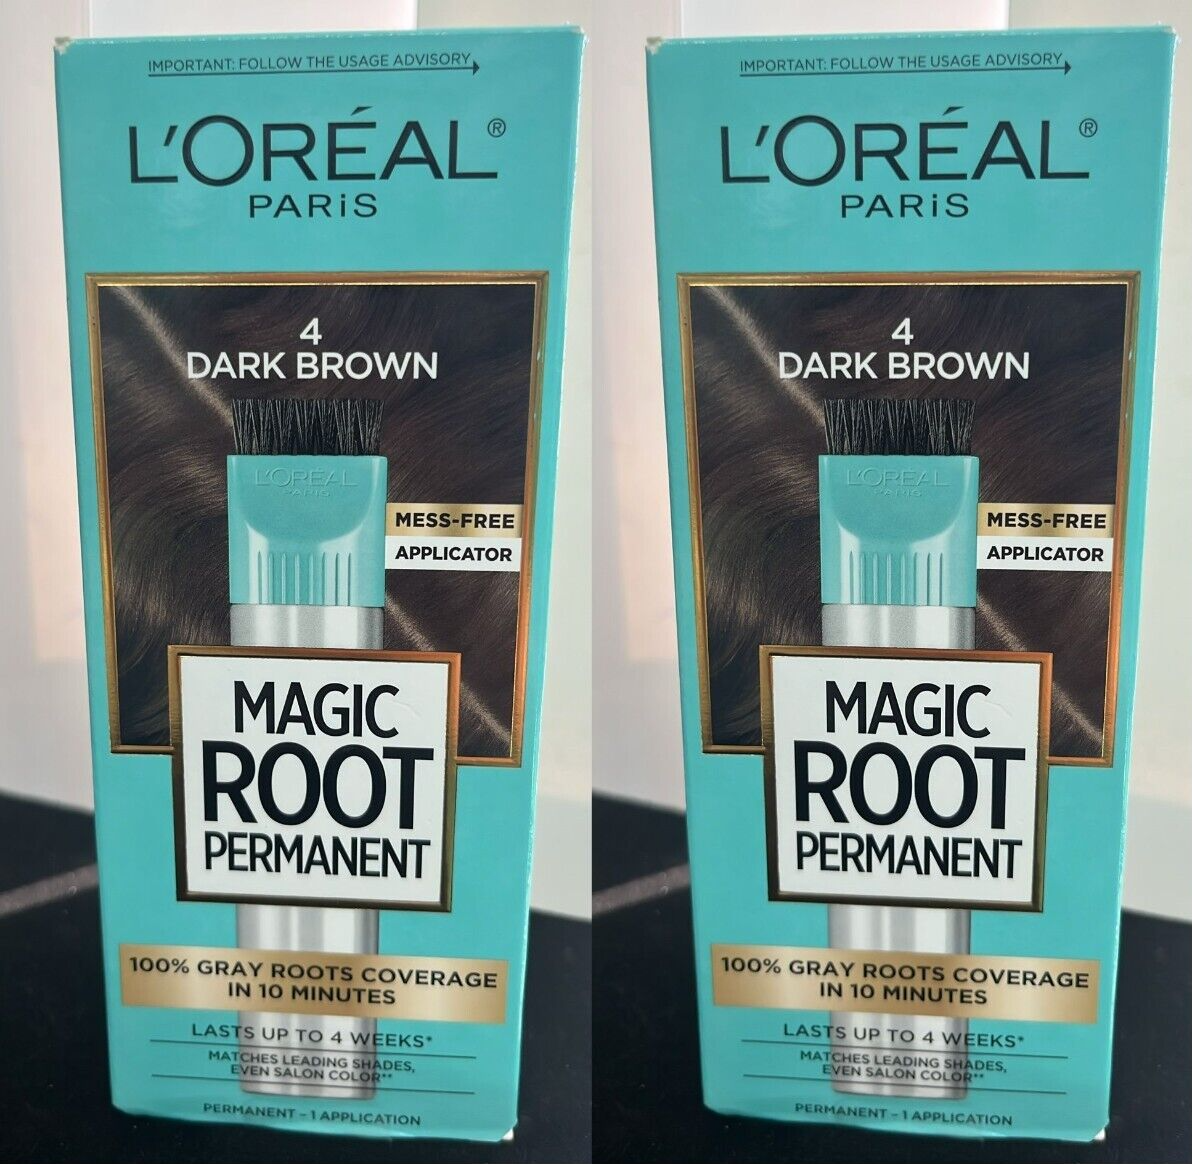 IMPORTANT: FOLLOW THE USAGE ADVISORY
L'ORÉAL®
PARiS
4
DARK BROWN
L'ORÉAL
PARIS
MESS-FREE
APPLICATOR
MAGIC
ROOT
PERMANENT
100% GRAY ROOTS COVERAGE
IN 10 MINUTES
LASTS UP TO 4 WEEKS*
MATCHES LEADING SHADES,
EVEN SALON COLOR**
PERMANENT - 1 APPLICATION
IMPORTANT: FOLLOW THE USAGE ADVISORY
L'ORÉAL®
PARiS
4
DARK BROWN
L'ORÉAL
PARIS
MESS-FREE
APPLICATOR
MAGIC
ROOT
PERMANENT
100% GRAY ROOTS COVERAGE
IN 10 MINUTES
LASTS UP TO 4 WEEKS*
MATCHES LEADING SHADES,
EVEN SALON COLOR**
PERMANENT - 1 APPLICATION